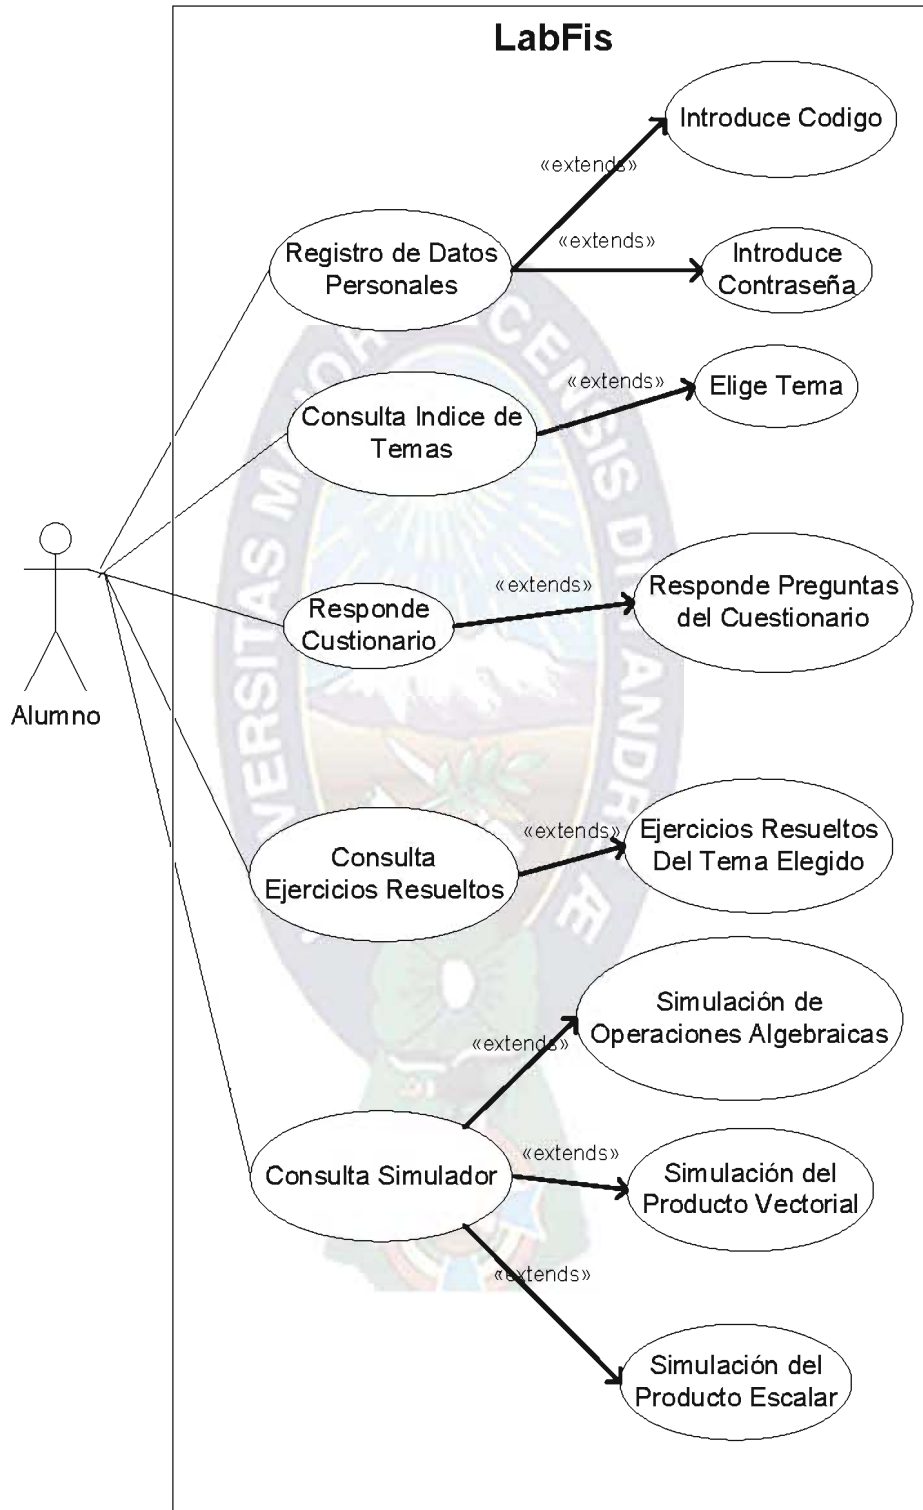 LabFis
Introduce Codigo
«extends»
Registro de Datos
Personales
«extends»
Introduce
Contraseña
Consulta Indice de
Temas
«extends»
Elige Tema
Alumno
Responde
Custionario
«extends»
Responde Preguntas
del Cuestionario
Consulta
Ejercicios Resueltos
«extends»
Ejercicios Resueltos
Del Tema Elegido
Consulta Simulador
«extends»
Simulación de
Operaciones Algebraicas
«extends»
Simulación del
Producto Vectorial
«extends»
Simulación del
Producto Escalar